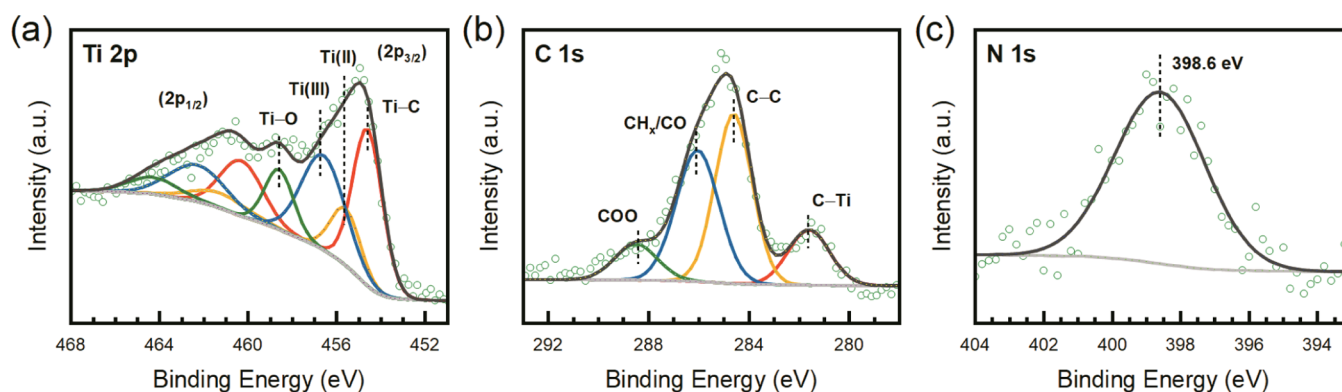 (a)
Ti 2p
(2p1/2)
Ti–O
Ti(III)
Ti(II)
(2p3/2)
Ti–C
Intensity (a.u.)
468 464 460 456 452
Binding Energy (eV)
(b)
C 1s
COO
CHx/CO
C–C
C–Ti
Intensity (a.u.)
292 288 284 280
Binding Energy (eV)
(c)
N 1s
398.6 eV
Intensity (a.u.)
404 402 400 398 396 394
Binding Energy (eV)